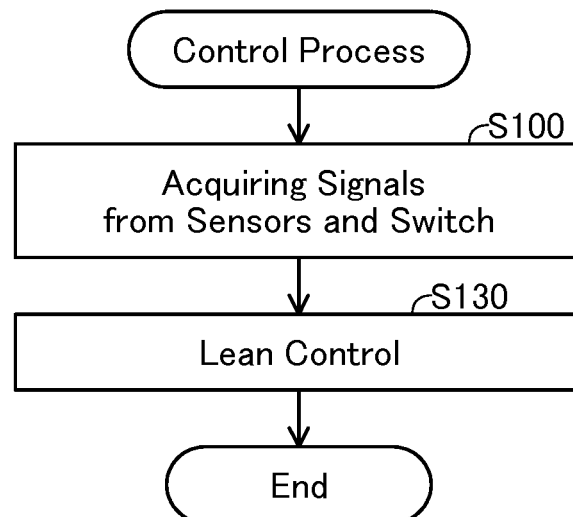 Control Process
S100
Acquiring Signals
from Sensors and Switch
S130
Lean Control
End